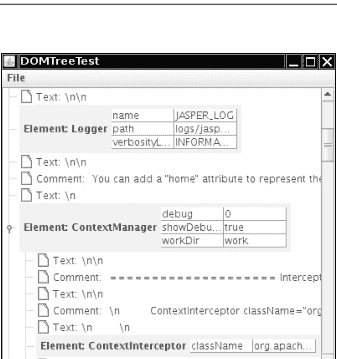 DOMTreeTest
File
Text: \n\n
name JASPER_LOG
Element: Logger path logs/jasp...
verbosityL... INFORMA...
Text: \n\n
Comment: You can add a "home" attribute to represent the
Text: \n
debug 0
Element: ContextManager showDebu... true
workDir work
Text: \n\n
Comment: ==================== Intercept
Text: \n\n
Comment: \n ContextInterceptor className="org
Text: \n \n
Element: ContextInterceptor className org.apach...